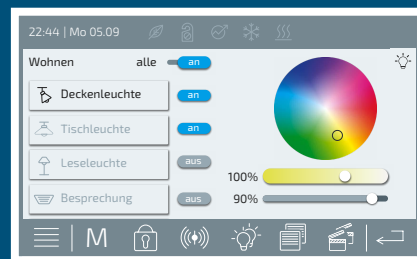 22:44 | Mo 05.09
Wohnen alle an
Deckenleuchte an
Tischleuchte an
Leseleuchte aus
100%
Besprechung aus
90%
M